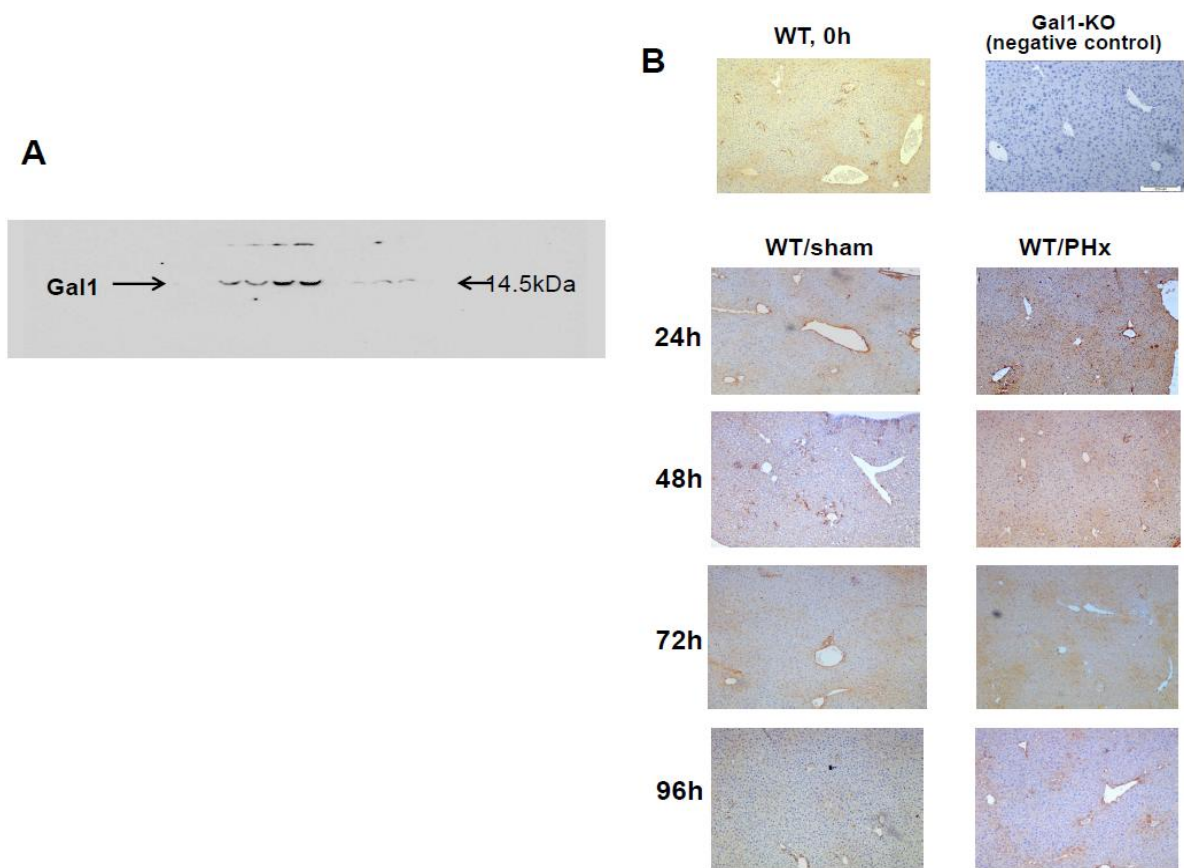 A
Gal1
14.5kDa
B
WT, 0h
Gal1-KO
(negative control)
WT/sham
WT/PHx
24h
48h
72h
96h